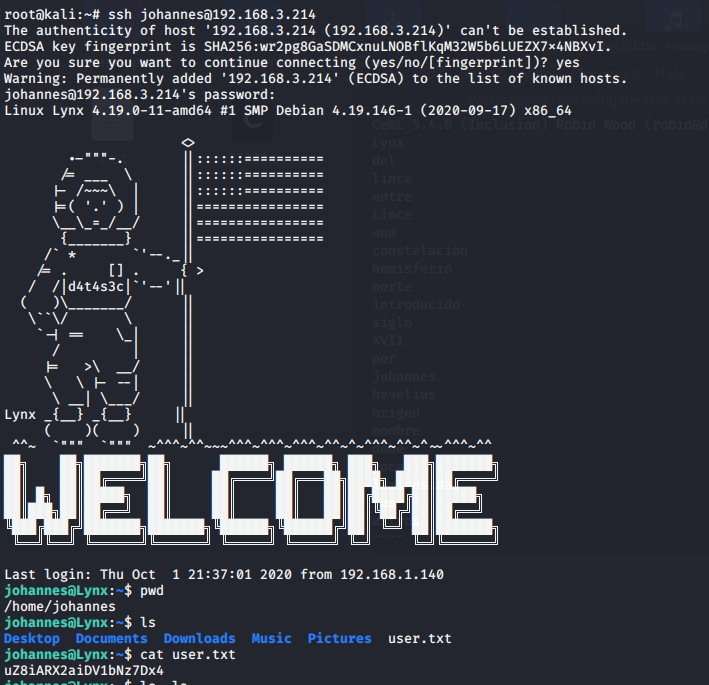 root@kali:~# ssh johannes@192.168.3.214
The authenticity of host '192.168.3.214 (192.168.3.214)' can't be established.
ECDSA key fingerprint is SHA256:wr2pg8GaSDMCxnuLNOBflKqM32W5b6LUEZX7×4NBXvI.
Are you sure you want to continue connecting (yes/no/[fingerprint])? yes
Warning: Permanently added '192.168.3.214' (ECDSA) to the list of known hosts.
johannes@192.168.3.214's password:
Linux Lynx 4.19.0-11-amd64 #1 SMP Debian 4.19.146-1 (2020-09-17) x86_64
CeWL 5.4.8 (Inclusion) Robin Wood
Lynx
del
lince
entre
Lince
una
constelación
hemisferio
norte
introducido
siglo
XVII
por
johannes
hevelius
origen
nombre
d4t4s3c
Lynx
WELCOME
Last login: Thu Oct  1 21:37:01 2020 from 192.168.1.140
johannes@Lynx:~$ pwd
/home/johannes
johannes@Lynx:~$ ls
Desktop  Documents  Downloads  Music  Pictures  user.txt
johannes@Lynx:~$ cat user.txt
uZ8iARX2aiDV1bNz7Dx4